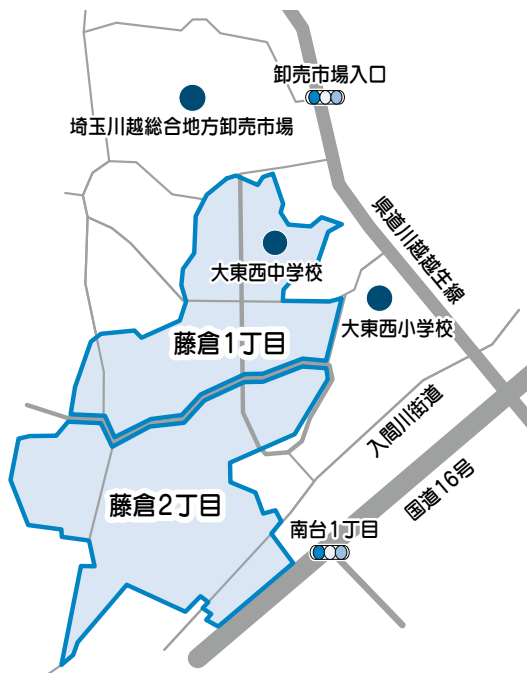 卸売市場入口
埼玉川越総合地方卸売市場
県道川越越生線
大東西中学校
大東西小学校
藤倉1丁目
入間川街道
国道16号
藤倉2丁目
南台1丁目